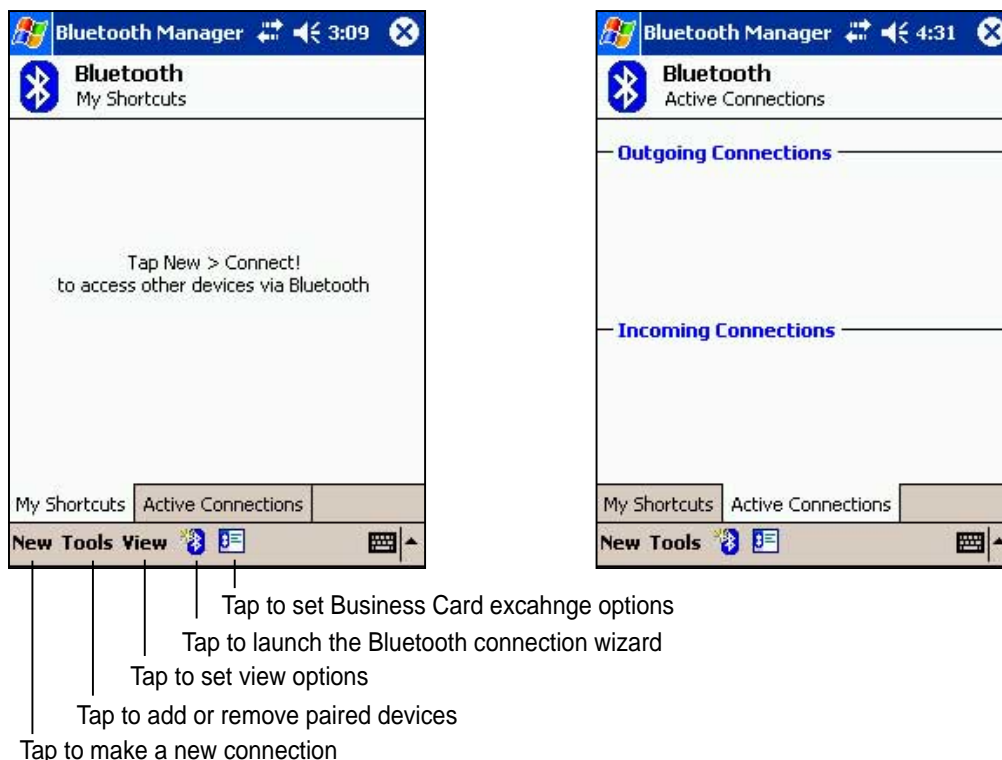 Bluetooth Manager 3:09
Bluetooth
My Shortcuts
Tap New > Connect!
to access other devices via Bluetooth
My Shortcuts Active Connections
New Tools View
Bluetooth Manager 4:31
Bluetooth
Active Connections
Outgoing Connections
Incoming Connections
My Shortcuts Active Connections
New Tools
Tap to set Business Card excahnge options
Tap to launch the Bluetooth connection wizard
Tap to set view options
Tap to add or remove paired devices
Tap to make a new connection